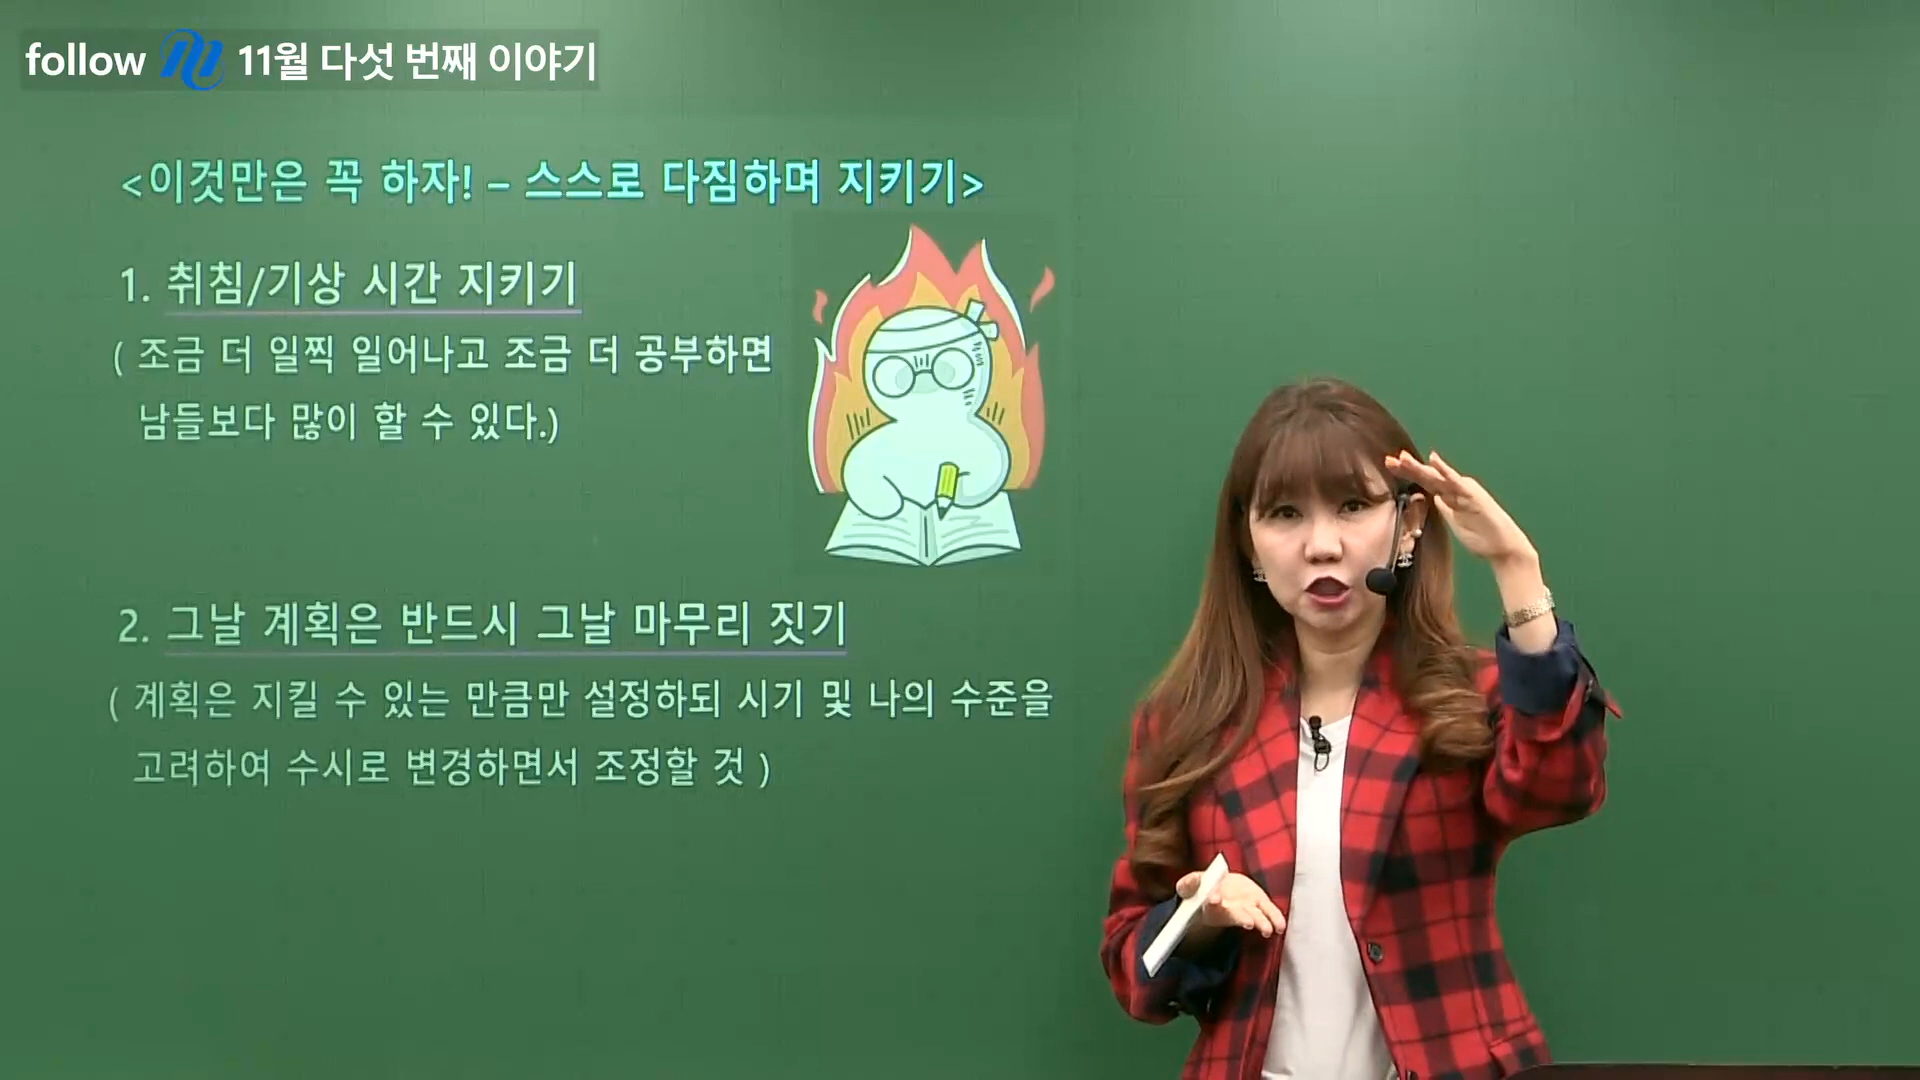 follow 11월 다섯 번째 이야기
<이것만은 꼭 하자! – 스스로 다짐하며 지키기>
1. 취침/기상 시간 지키기
( 조금 더 일찍 일어나고 조금 더 공부하면
남들보다 많이 할 수 있다.)
2. 그날 계획은 반드시 그날 마무리 짓기
( 계획은 지킬 수 있는 만큼만 설정하되 시기 및 나의 수준을
고려하여 수시로 변경하면서 조정할 것 )